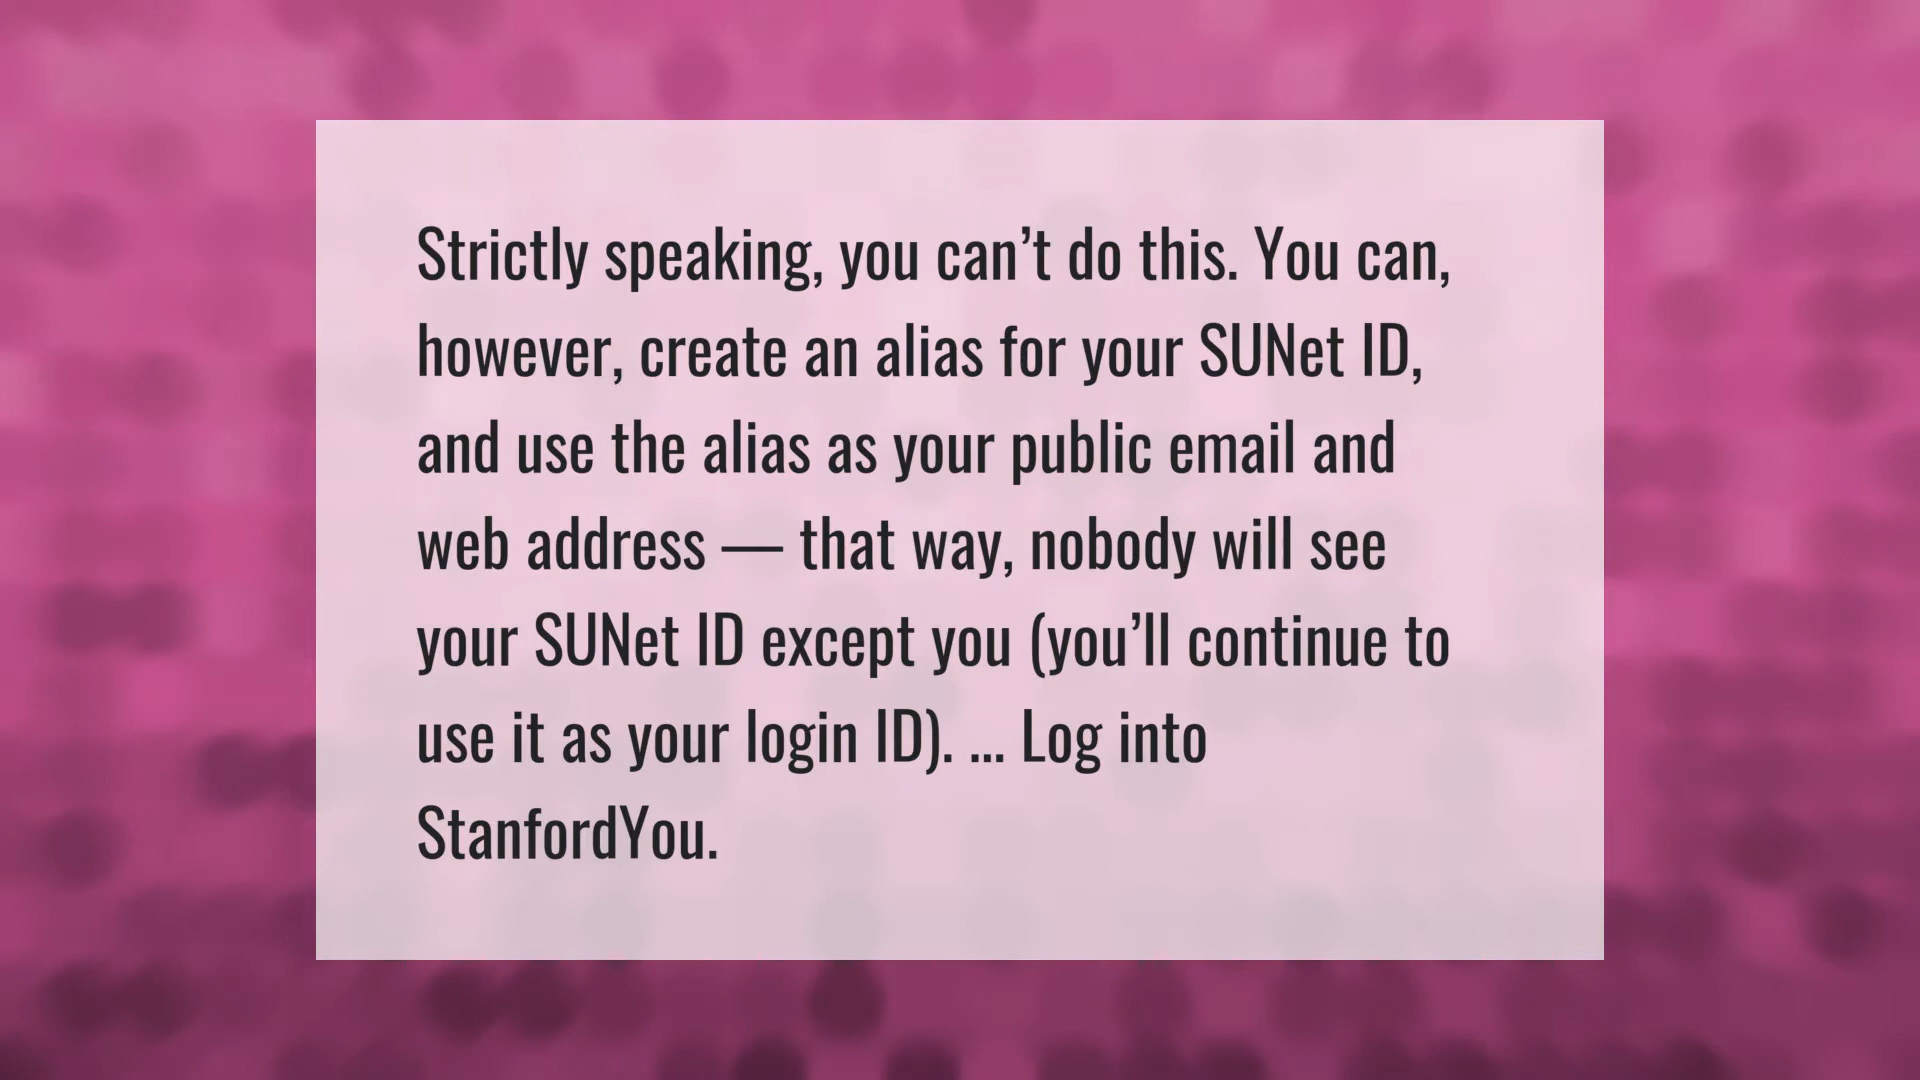 Strictly speaking, you can’t do this. You can,
however, create an alias for your SUNet ID,
and use the alias as your public email and
web address — that way, nobody will see
your SUNet ID except you (you’ll continue to
use it as your login ID). ... Log into
StanfordYou.